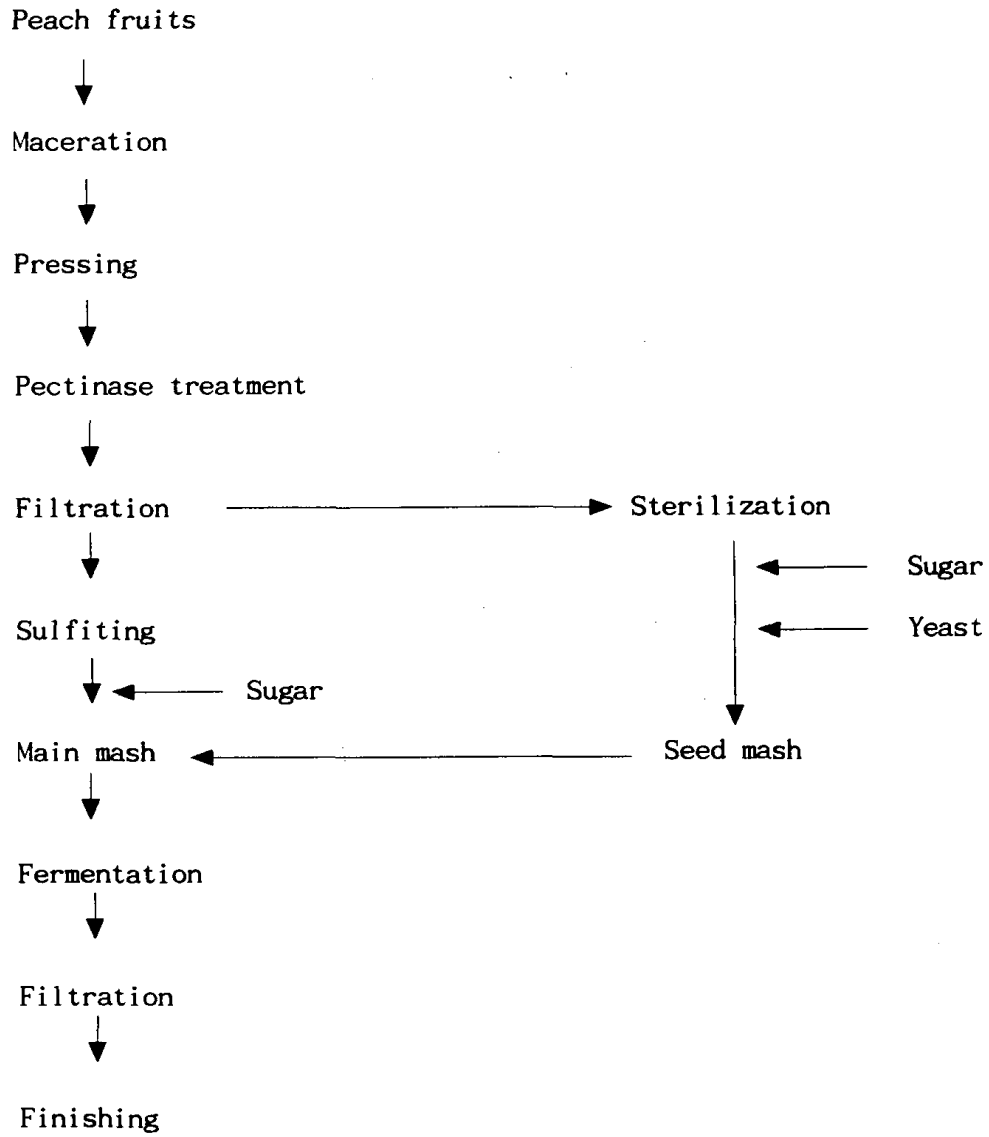 Peach fruits
Maceration
Pressing
Pectinase treatment
Filtration
Sterilization
Sugar
Sulfiting
Yeast
Sugar
Main mash
Seed mash
Fermentation
Filtration
Finishing